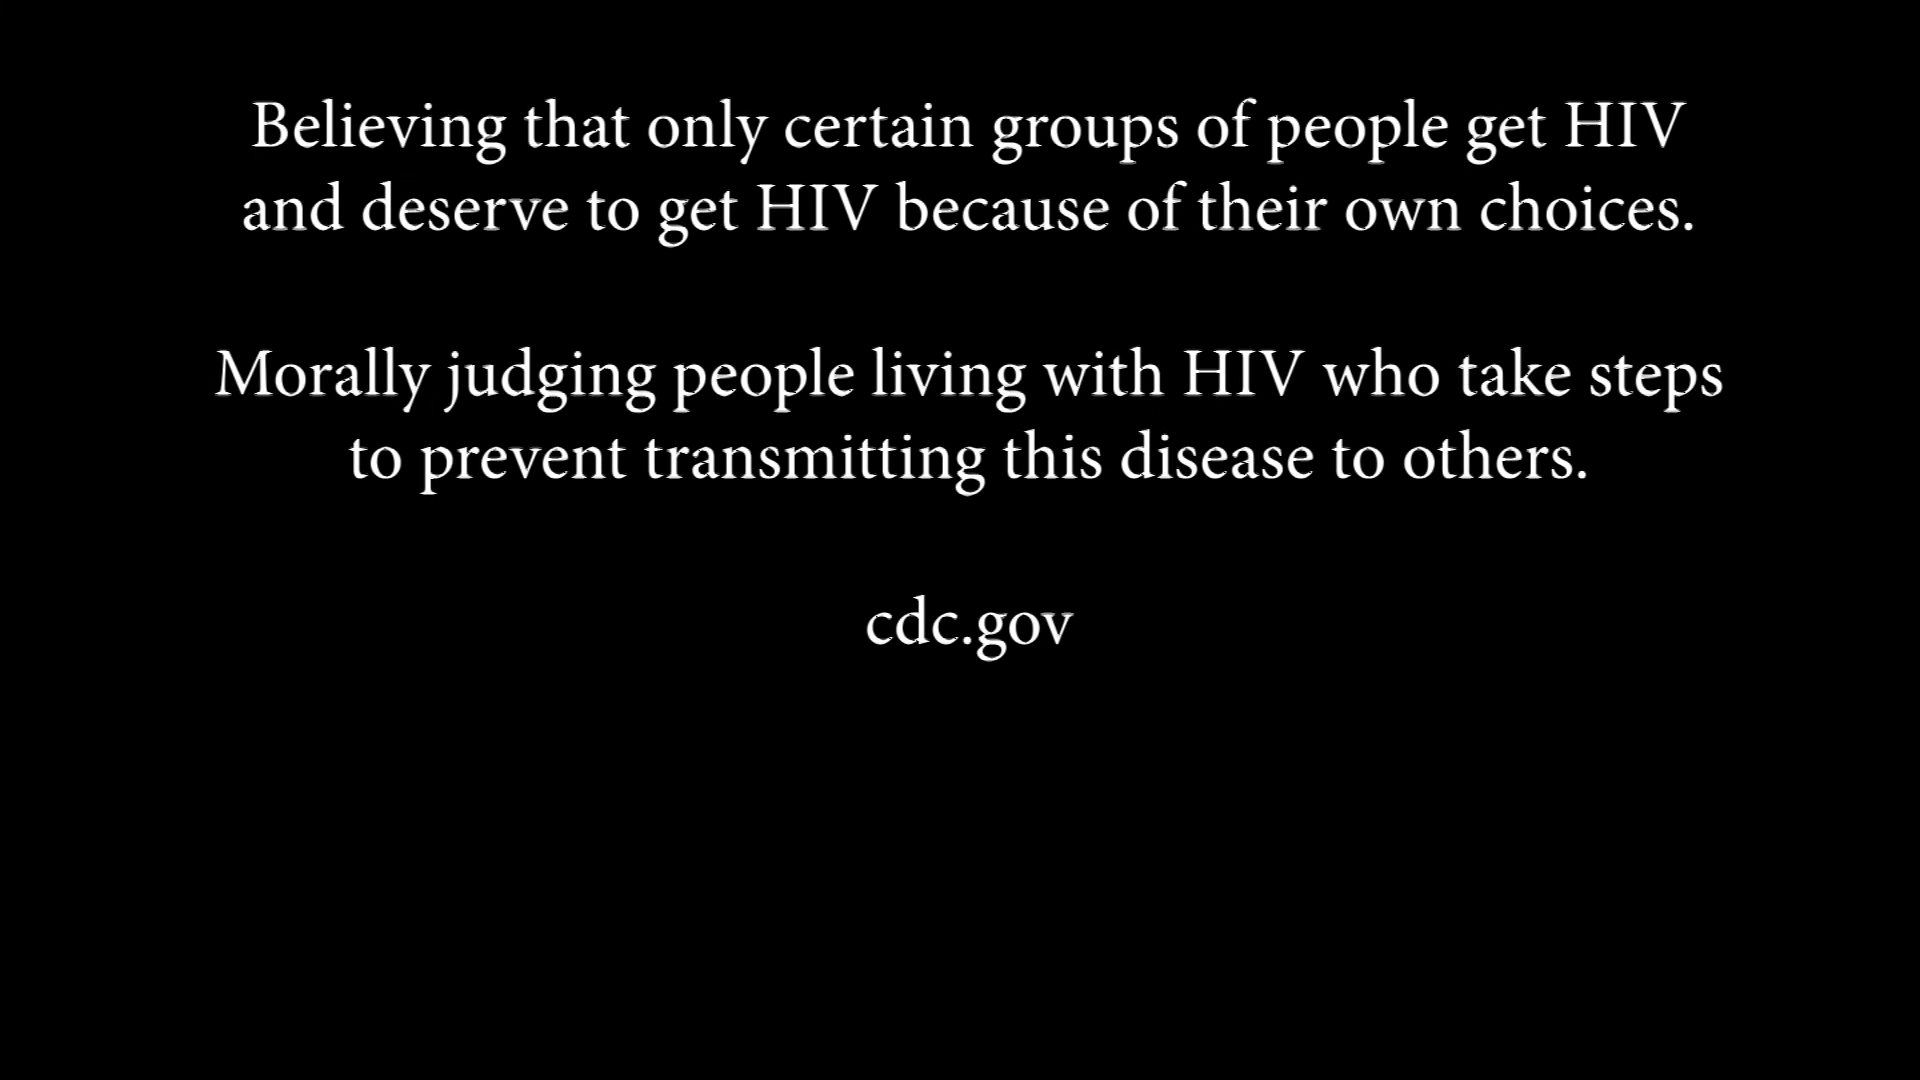 Believing that only certain groups of people get HIV
and deserve to get HIV because of their own choices.
Morally judging people living with HIV who take steps
to prevent transmitting this disease to others.
cdc.gov